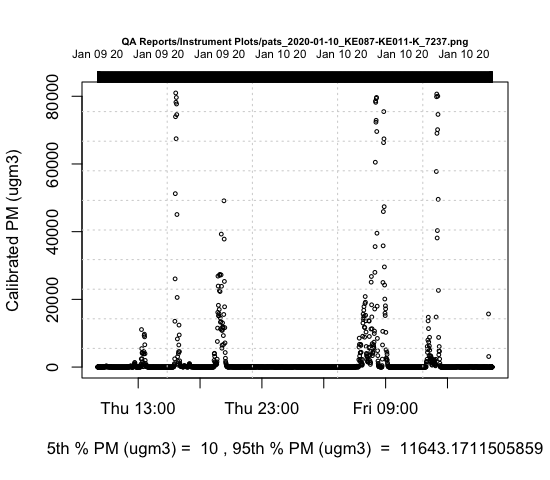 QA Reports/Instrument Plots/pats_2020-01-10_KE087-KE011-K_7237.png
Jan 09 20 Jan 09 20 Jan 09 20 Jan 10 20 Jan 10 20 Jan 10 20 Jan 10 20
Calibrated PM (ugm3)
80000
60000
40000
20000
0
Thu 13:00 Thu 23:00 Fri 09:00
5th % PM (ugm3) = 10 , 95th % PM (ugm3) = 11643.1711505859